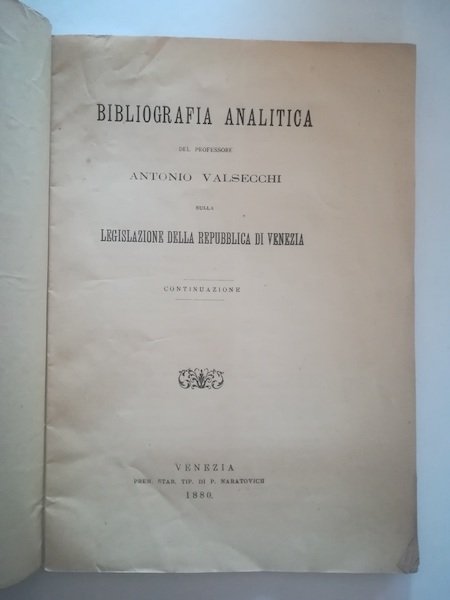 BIBLIOGRAFIA ANALITICA
DEL PROFESSORE
ANTONIO VALSECCHI
SULLA
LEGISLAZIONE DELLA REPUBBLICA DI VENEZIA
CONTINUAZIONE
VENEZIA
PREM. STAB. TIP. DI P. NARATOVICH
1880.